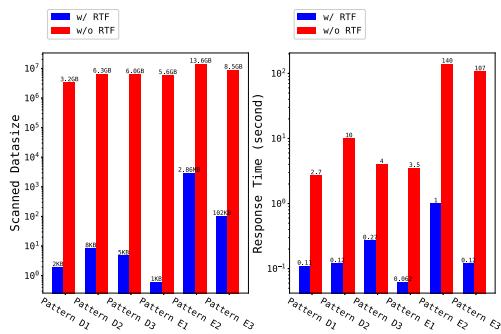 w/ RTF
w/o RTF
Scanned Datasize
10^7
10^6
10^5
10^4
10^3
10^2
10^1
10^0
3.2GB
6.3GB
6.0GB
5.6GB
13.6GB
8.5GB
2KB
8KB
5KB
1KB
2.86MB
102KB
Pattern D1
Pattern D2
Pattern D3
Pattern E1
Pattern E2
Pattern E3
w/ RTF
w/o RTF
Response Time (second)
10^2
10^1
10^0
10^-1
2.7
10
4
3.5
140
107
0.11
0.12
0.27
0.062
1
0.12
Pattern D1
Pattern D2
Pattern D3
Pattern E1
Pattern E2
Pattern E3